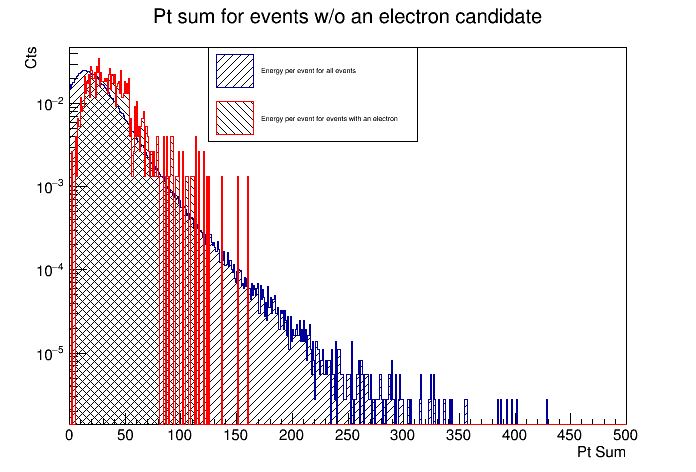 Pt sum for events w/o an electron candidate
Cts
Energy per event for all events
Energy per event for events with an electron
10⁻²
10⁻³
10⁻⁴
10⁻⁵
0 50 100 150 200 250 300 350 400 450 500
Pt Sum